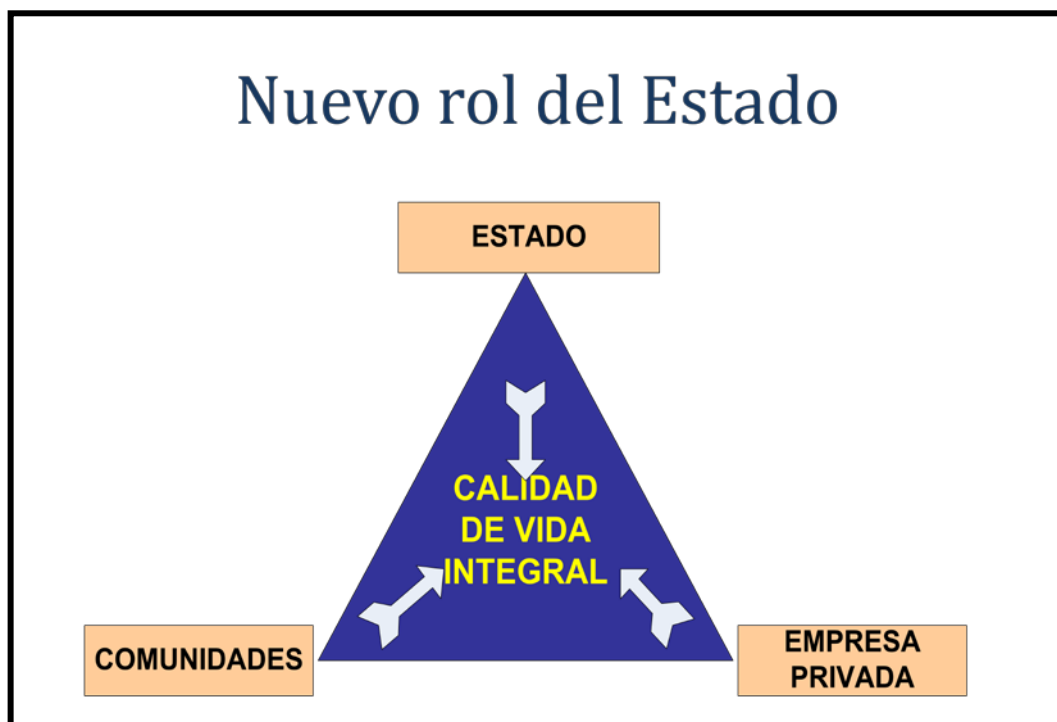 Nuevo rol del Estado
ESTADO
CALIDAD
DE VIDA
INTEGRAL
COMUNIDADES
EMPRESA
PRIVADA